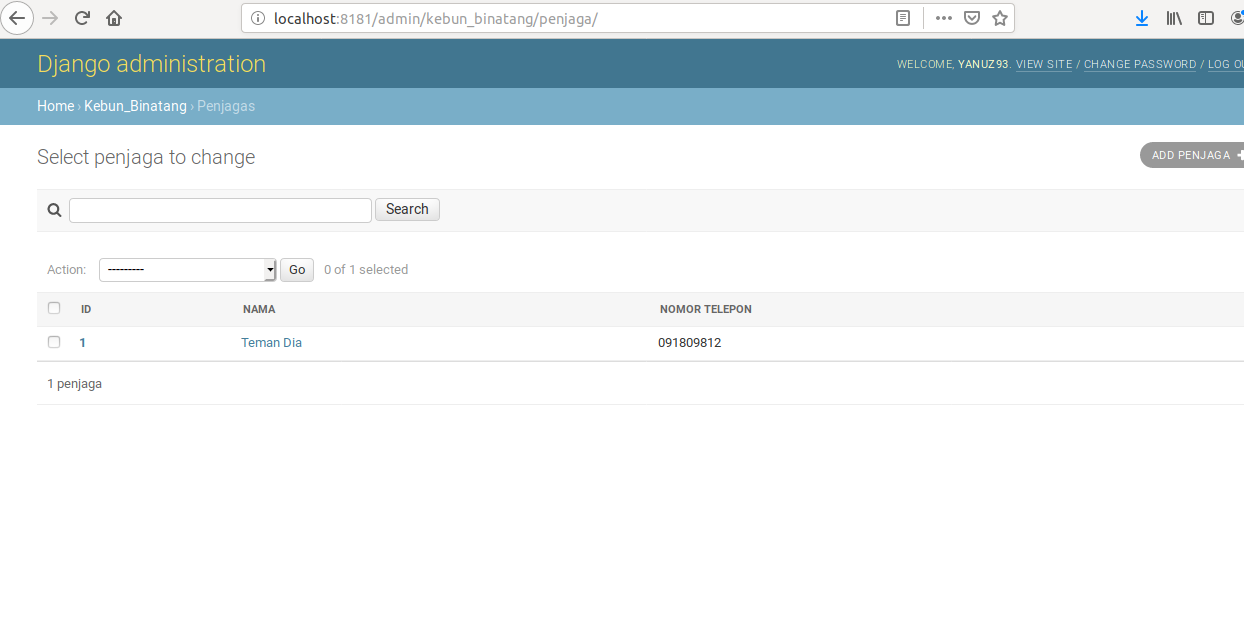 localhost:8181/admin/kebun_binatang/penjaga/
Django administration
WELCOME, YANUZ93. VIEW SITE / CHANGE PASSWORD / LOG
Home › Kebun_Binatang › Penjagas
Select penjaga to change
ADD PENJAGA +
Search
Action: --------- Go 0 of 1 selected
ID NAMA NOMOR TELEPON
1 Teman Dia 091809812
1 penjaga